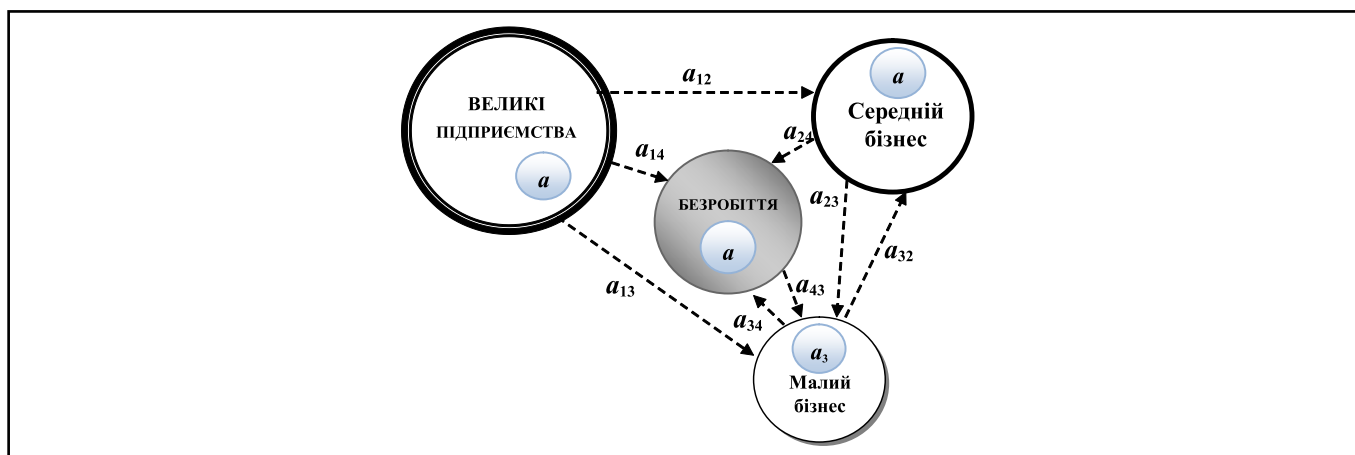 ВЕЛИКІ
ПІДПРИЄМСТВА
a
a₁₂
a
Середній
бізнес
a₁₄
a₂₄
БЕЗРОБІТТЯ
a
a₂₃
a₃₂
a₁₃
a₄₃
a₃₄
a₃
Малий
бізнес